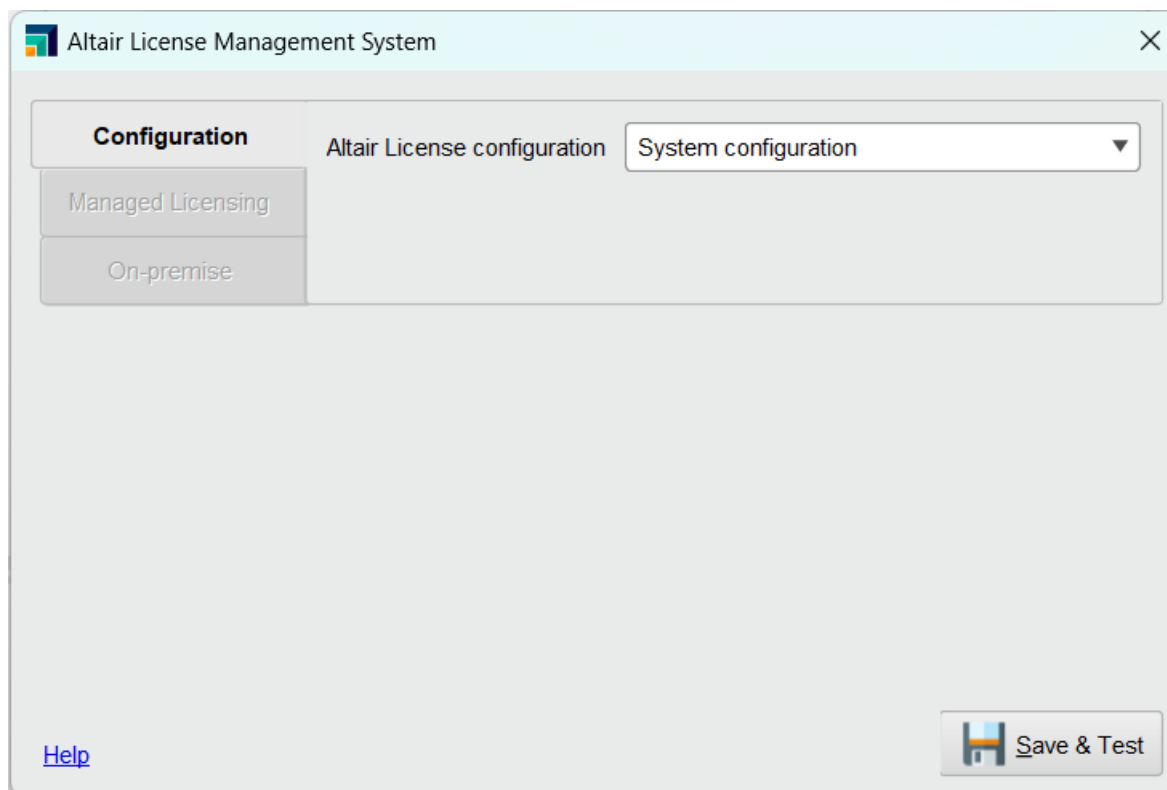 Altair License Management System
Configuration
Altair License configuration
System configuration
Managed Licensing
On-premise
Help
Save & Test